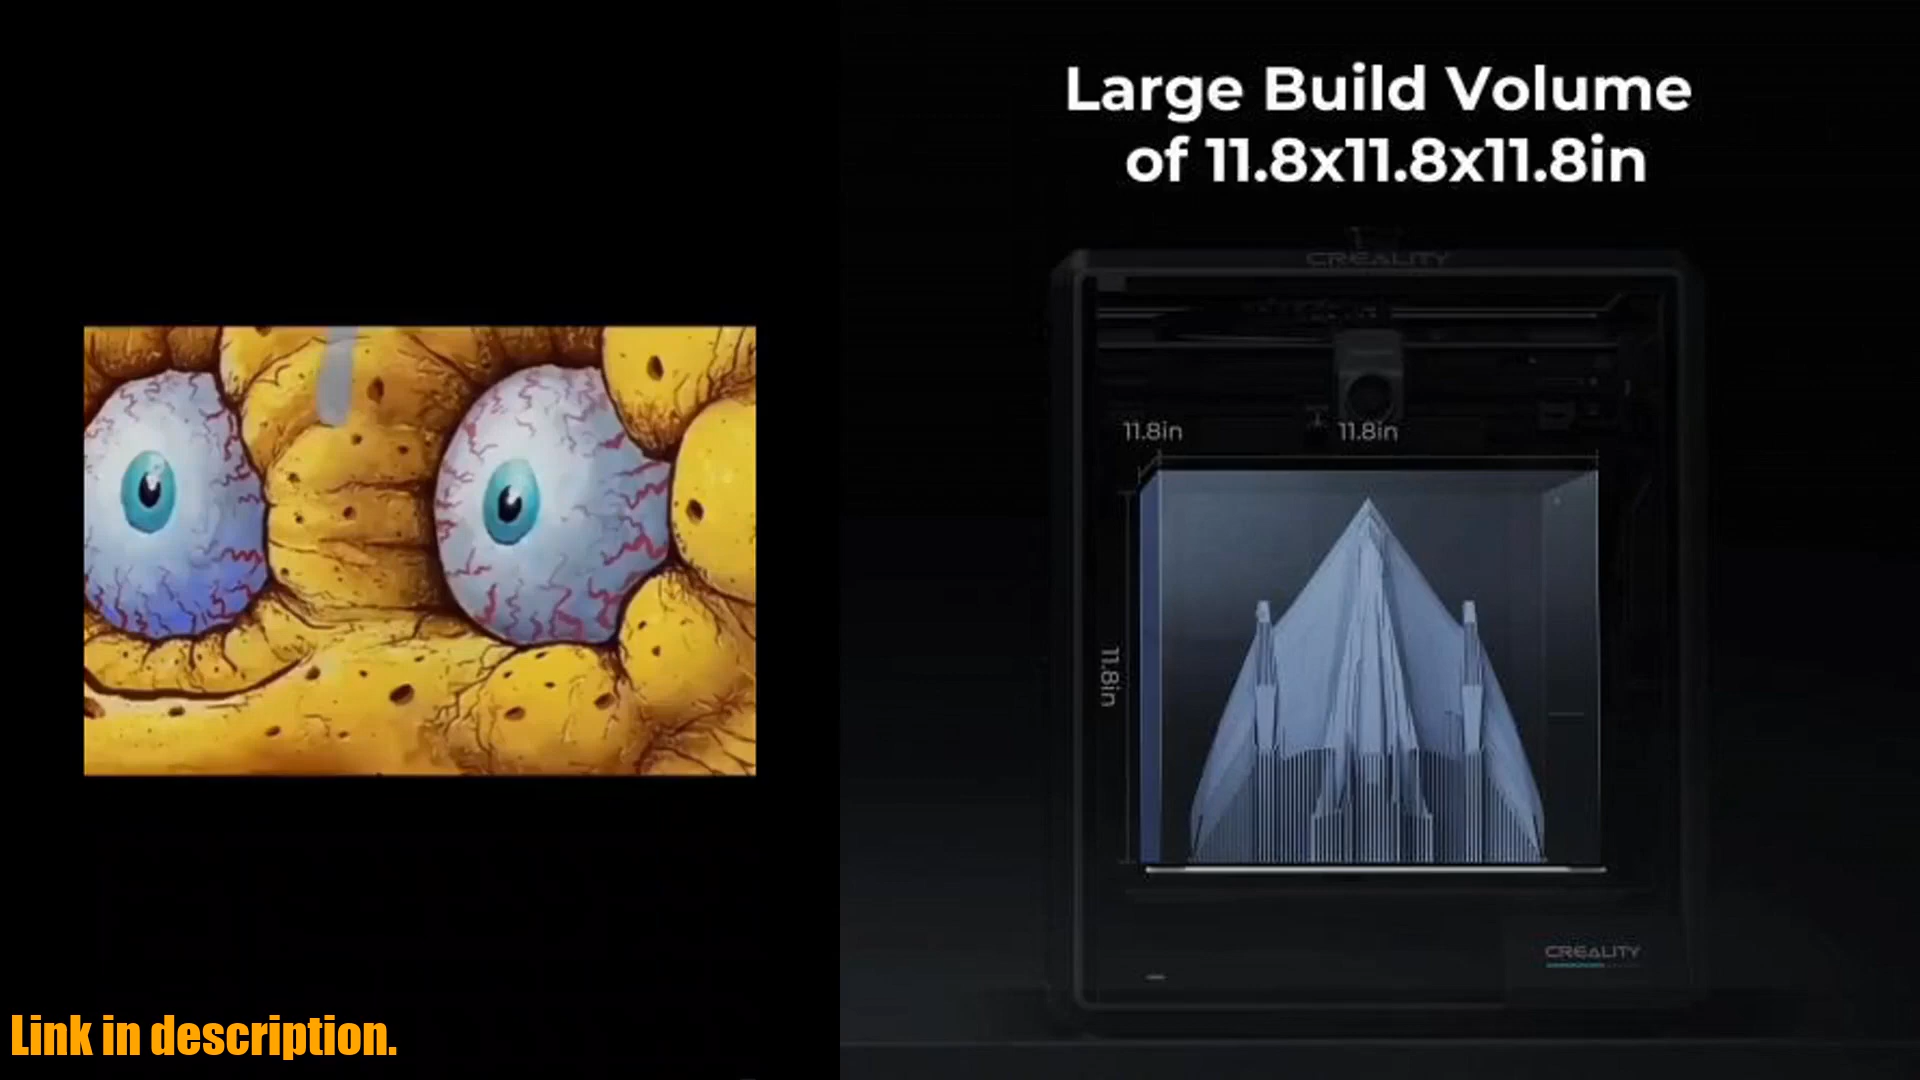 Large Build Volume
of 11.8x11.8x11.8in
CREALITY
11.8in
11.8in
11.8in
CREALITY
Link in description.